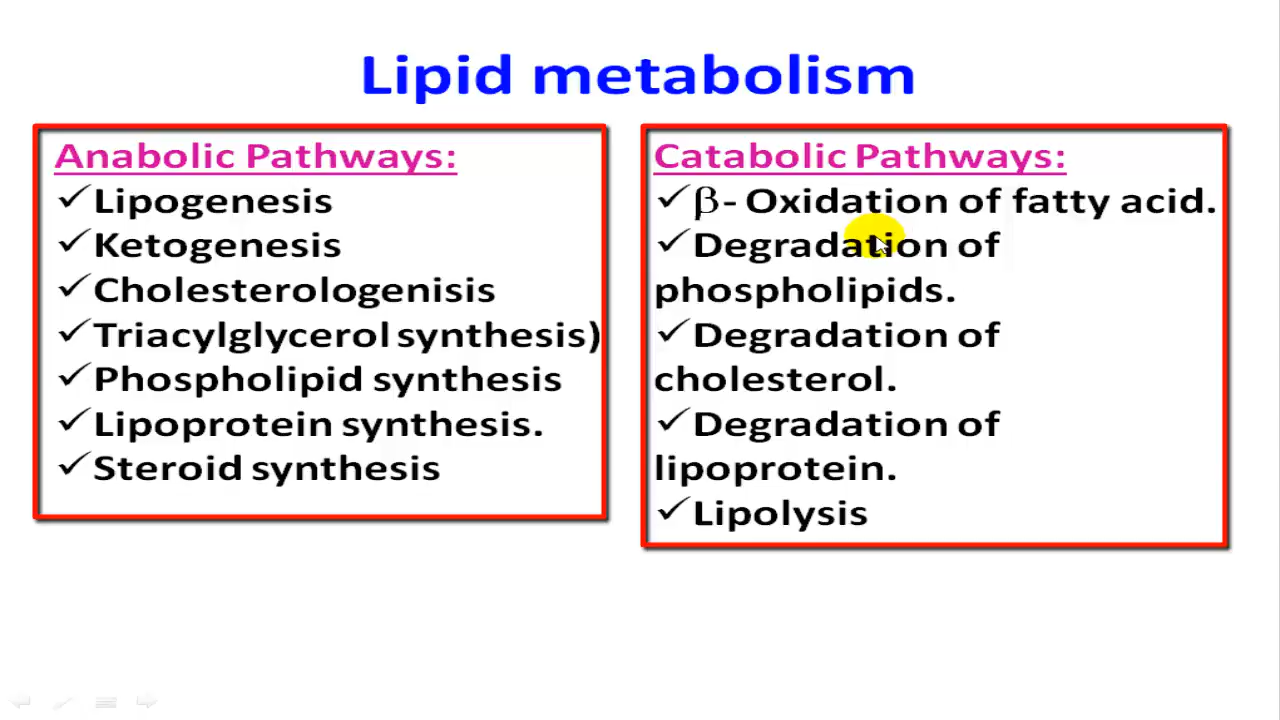 Lipid metabolism
Anabolic Pathways:
✓Lipogenesis
✓Ketogenesis
✓Cholesterologenisis
✓Triacylglycerol synthesis)
✓Phospholipid synthesis
✓Lipoprotein synthesis.
✓Steroid synthesis
Catabolic Pathways:
✓β- Oxidation of fatty acid.
✓Degradation of
phospholipids.
✓Degradation of
cholesterol.
✓Degradation of
lipoprotein.
✓Lipolysis